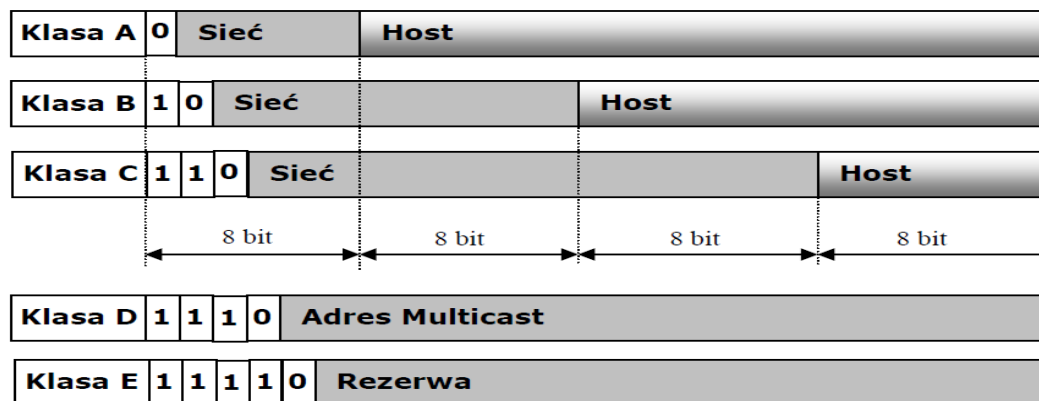 Klasa A 0 Sieć Host
Klasa B 1 0 Sieć Host
Klasa C 1 1 0 Sieć Host
8 bit 8 bit 8 bit 8 bit
Klasa D 1 1 1 0 Adres Multicast
Klasa E 1 1 1 1 0 Rezerwa